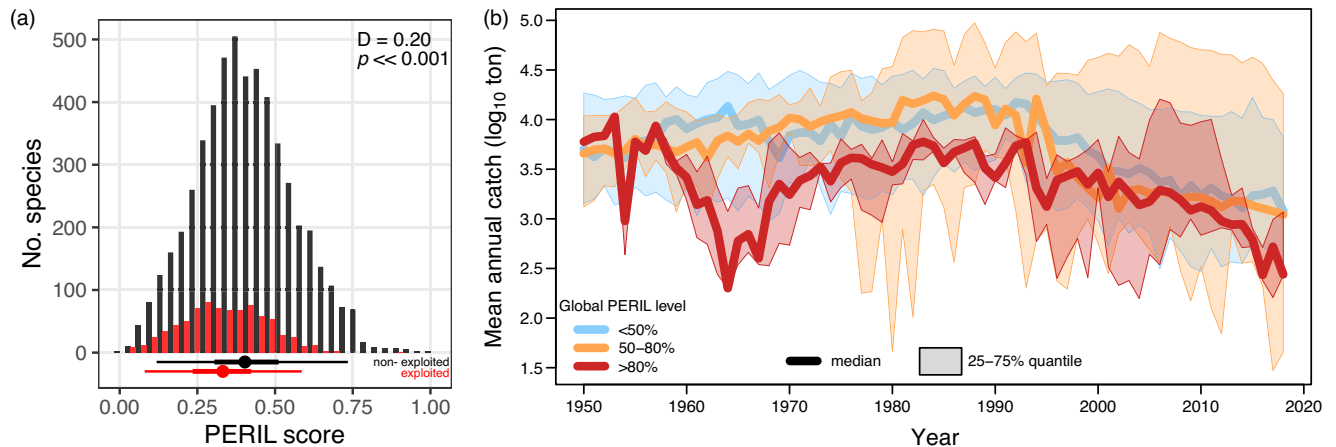 (a)
D = 0.20
p << 0.001
No. species
500
400
300
200
100
0
non- exploited
exploited
0.00
0.25
0.50
0.75
1.00
PERIL score
(b)
Mean annual catch (log10 ton)
5.0
4.5
4.0
3.5
3.0
2.5
2.0
1.5
Global PERIL level
<50%
50–80%
>80%
median
25–75% quantile
1950
1960
1970
1980
1990
2000
2010
2020
Year